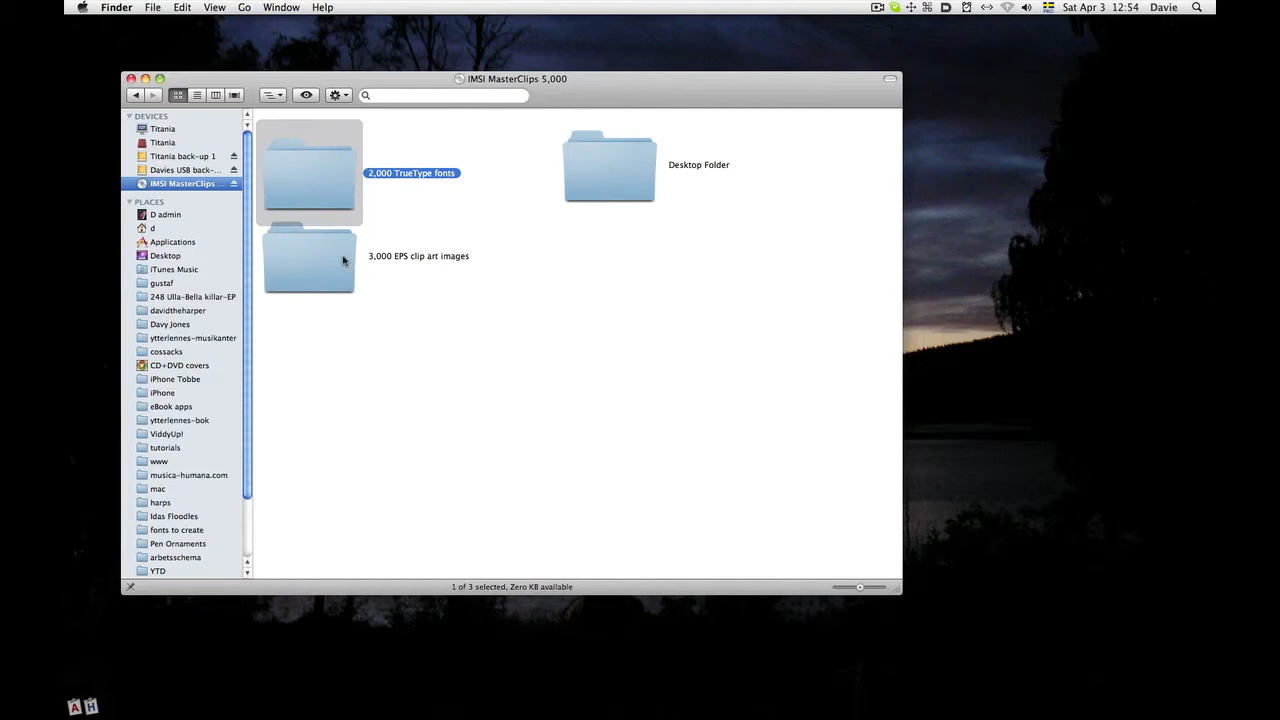 Finder File Edit View Go Window Help
Sat Apr 3 12:54 Davie
IMSI MasterClips 5,000
DEVICES
Titania
Titania
Titania back-up 1
Davies USB back-...
IMSI MasterClips ...
PLACES
D admin
d
Applications
Desktop
iTunes Music
gustaf
248 Ulla-Bella killar-EP
davidtheharper
Davy Jones
ytterlennes-musikanter
cossacks
CD+DVD covers
iPhone Tobbe
iPhone
eBook apps
ytterlennes-bok
ViddyUp!
tutorials
www
musica-humana.com
mac
harps
Idas Floodles
fonts to create
Pen Ornaments
arbetsschema
YTD
2,000 TrueType fonts
Desktop Folder
3,000 EPS clip art images
1 of 3 selected, Zero KB available
A H